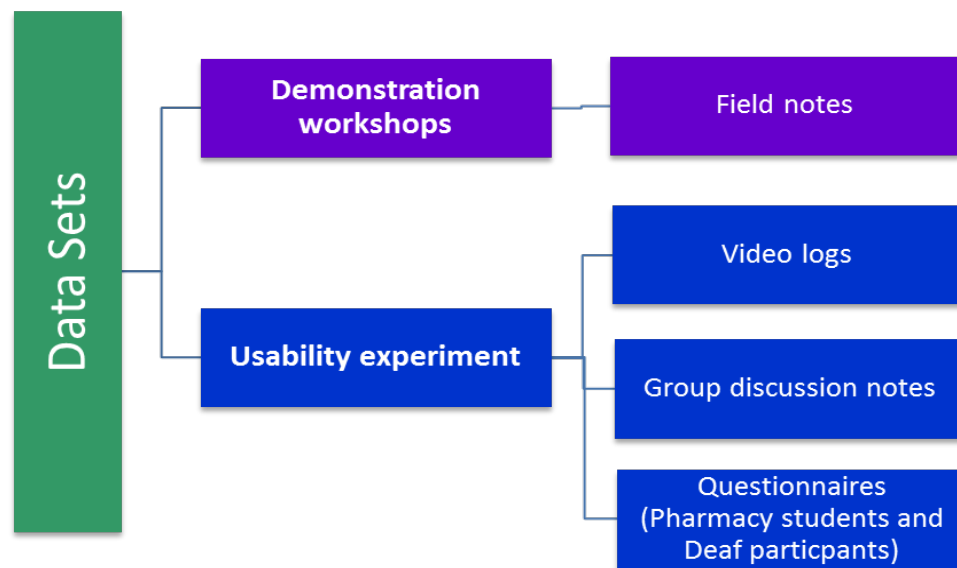 Data Sets
Demonstration
workshops
Field notes
Usability experiment
Video logs
Group discussion notes
Questionnaires
(Pharmacy students and
Deaf particpants)